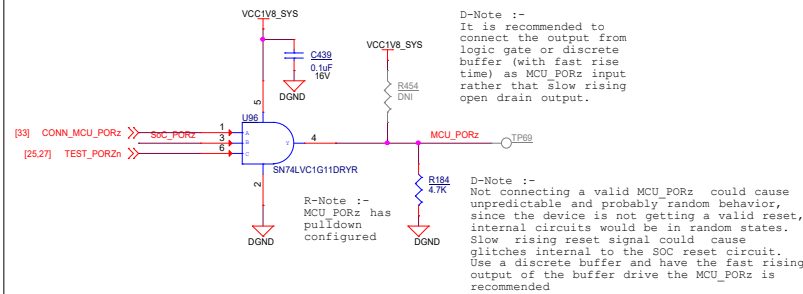 VCC1V8_SYS
D-Note :-
It is recommended to
connect the output from
logic gate or discrete
buffer (with fast rise
time) as MCU_PORz input
rather that slow rising
open drain output.
VCC1V8_SYS
C439
0.1uF
16V
R454
DNI
DGND
5
U96
[33] CONN_MCU_PORz
1
A
SoC_PORz
3
B
Y
4
MCU_PORz
TP69
[25,27] TEST_PORZn
6
C
SN74LVC1G11DRYR
2
R184
4.7K
R-Note :-
MCU_PORz has
pulldown
configured
D-Note :-
Not connecting a valid MCU_PORz could cause
unpredictable and probably random behavior,
since the device is not getting a valid reset,
internal circuits would be in random states.
Slow rising reset signal could cause
glitches internal to the SOC reset circuit.
Use a discrete buffer and have the fast rising
output of the buffer drive the MCU_PORz is
recommended
DGND
DGND